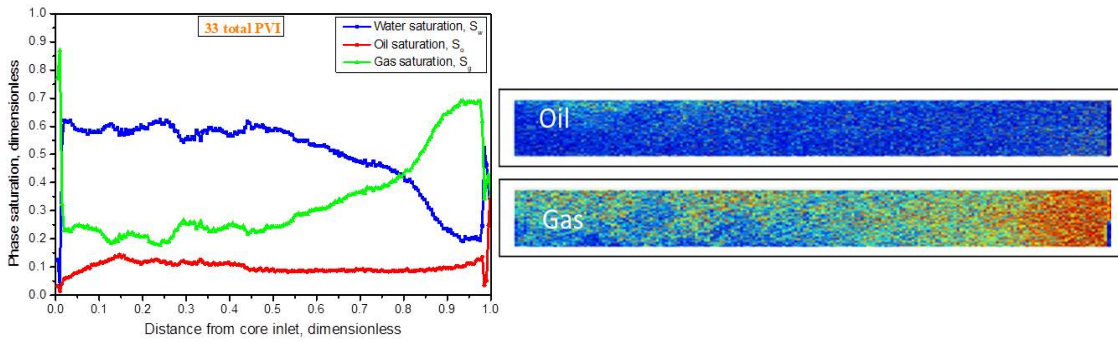 33 total PVI
Water saturation, Sw
Oil saturation, So
Gas saturation, Sg
Phase saturation, dimensionless
1.0
0.9
0.8
0.7
0.6
0.5
0.4
0.3
0.2
0.1
0.0
0.0 0.1 0.2 0.3 0.4 0.5 0.6 0.7 0.8 0.9 1.0
Distance from core inlet, dimensionless
Oil
Gas